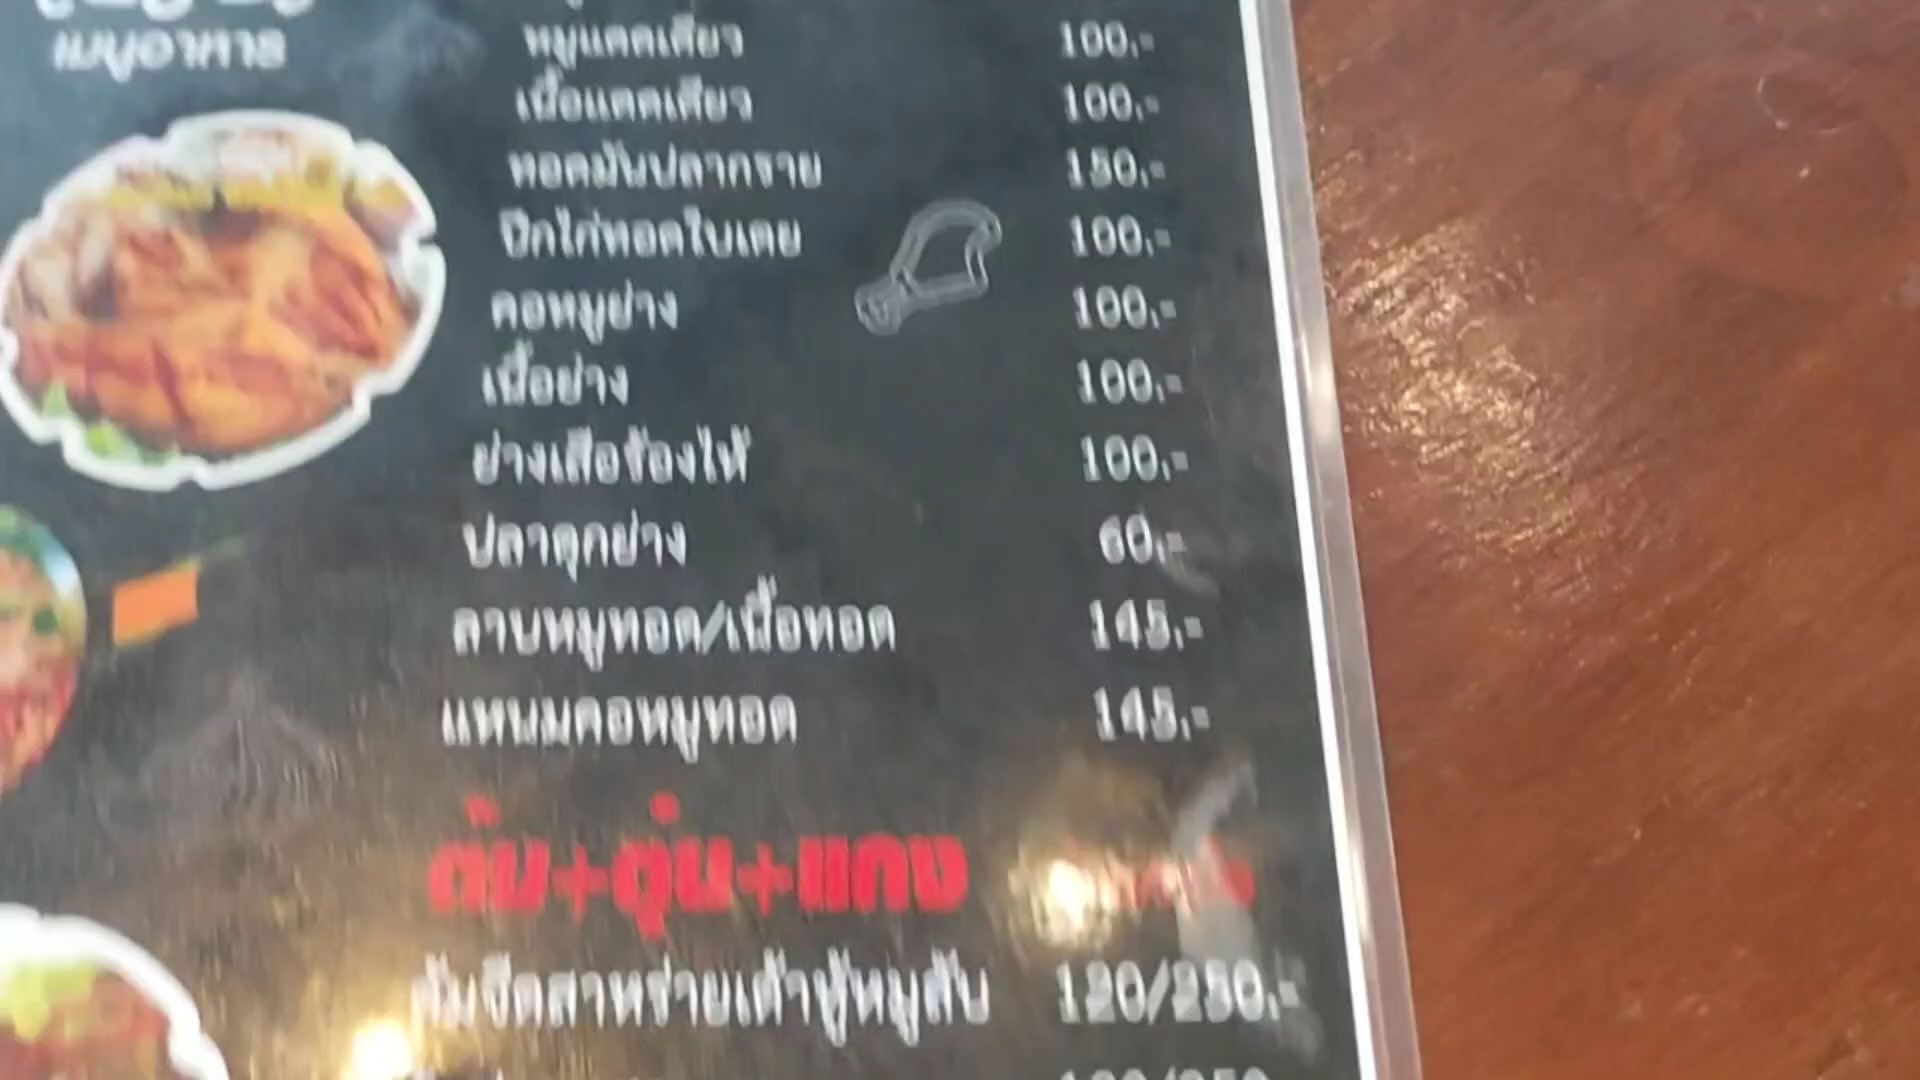 เมนูอาหาร
หมูแดดเดียว 100.-
เนื้อแดดเดียว 100.-
ทอดมันปลากราย 150.-
ปีกไก่ทอดใบเตย 100.-
คอหมูย่าง 100.-
เนื้อย่าง 100.-
ย่างเสือร้องไห้ 100.-
ปลาดุกย่าง 60.-
ลาบหมูทอด/เนื้อทอด 145.-
แหนมคอหมูทอด 145.-
ต้ม+ตุ๋น+แกง
ต้มจืดสาหร่ายเต้าหู้หมูสับ 120/250.-